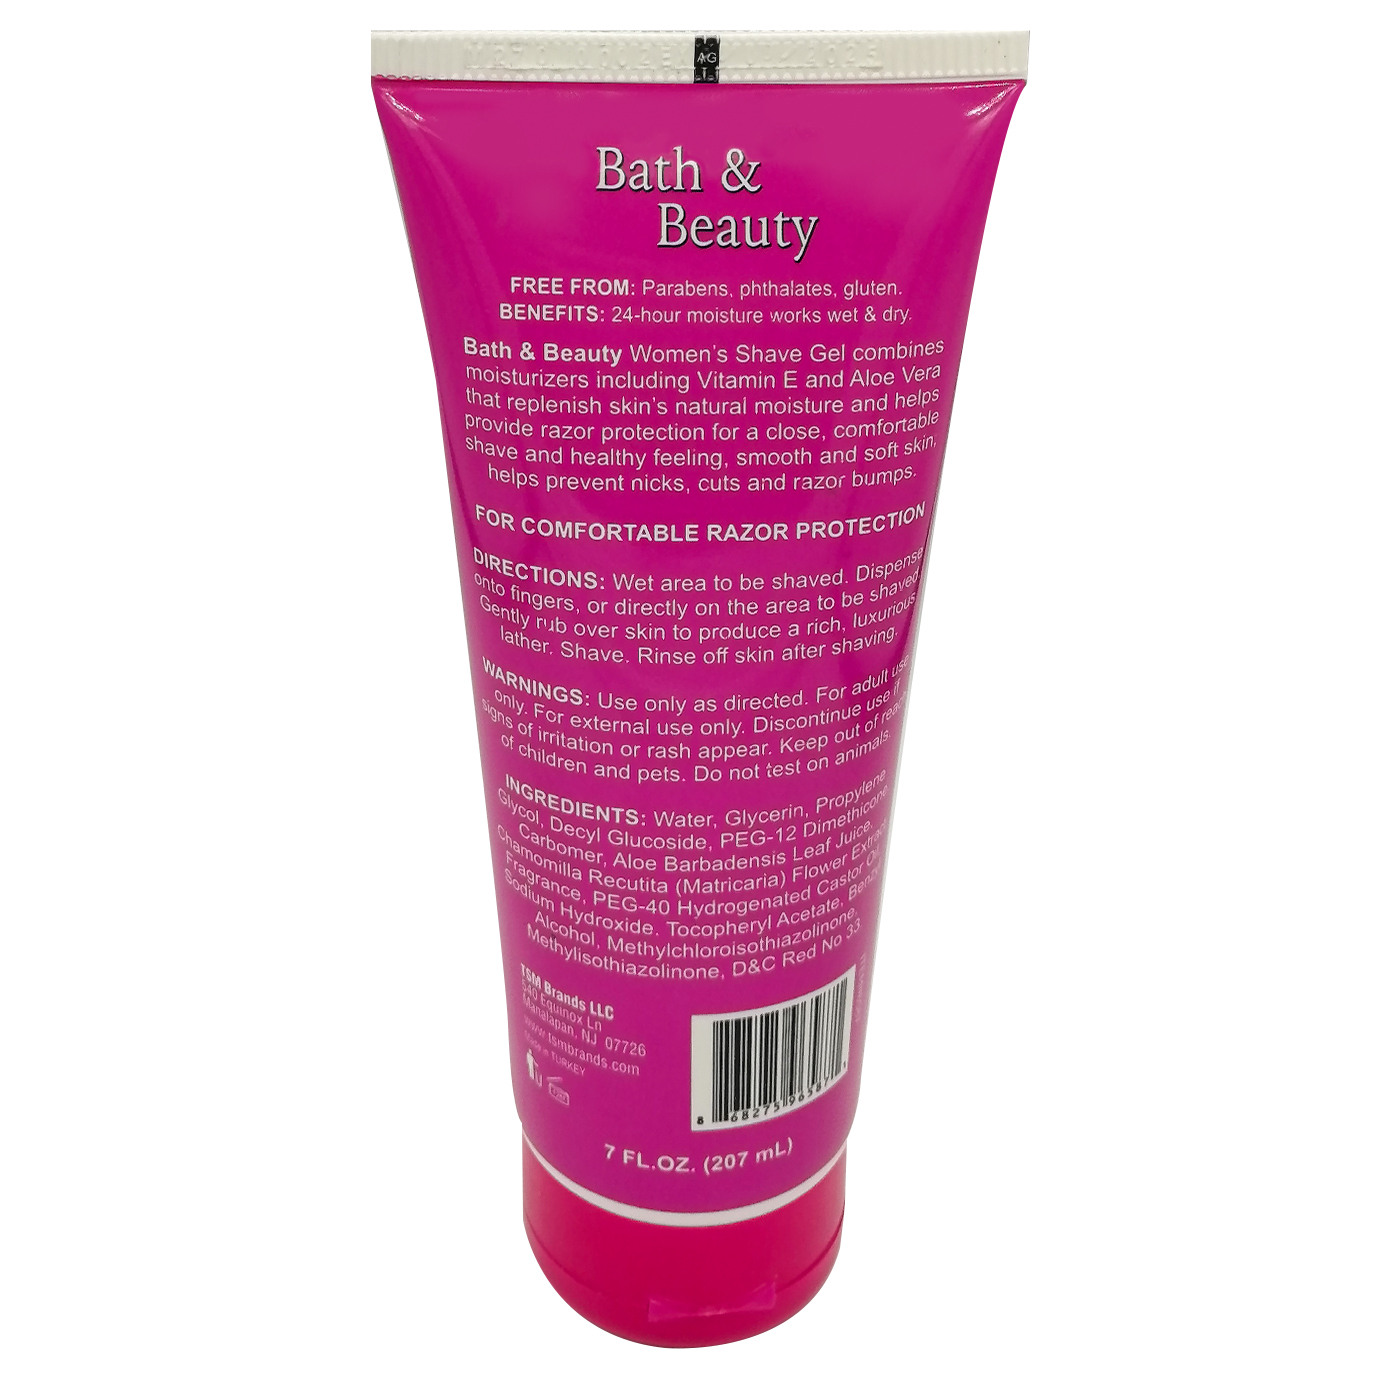 AG
Bath &
Beauty
FREE FROM: Parabens, phthalates, gluten.
BENEFITS: 24-hour moisture works wet & dry.
Bath & Beauty Women's Shave Gel combines
moisturizers including Vitamin E and Aloe Vera
that replenish skin's natural moisture and helps
provide razor protection for a close, comfortable
shave and healthy feeling, smooth and soft skin,
helps prevent nicks, cuts and razor bumps.
FOR COMFORTABLE RAZOR PROTECTION
DIRECTIONS: Wet area to be shaved. Dispense
onto fingers, or directly on the area to be shaved.
Gently rub over skin to produce a rich, luxurious
lather. Shave. Rinse off skin after shaving.
WARNINGS: Use only as directed. For adult use
only. For external use only. Discontinue use if
signs of irritation or rash appear. Keep out of reach
of children and pets. Do not test on animals.
INGREDIENTS: Water, Glycerin, Propylene
Glycol, Decyl Glucoside, PEG-12 Dimethicone,
Carbomer, Aloe Barbadensis Leaf Juice,
Chamomilla Recutita (Matricaria) Flower Extract,
Fragrance, PEG-40 Hydrogenated Castor Oil,
Sodium Hydroxide. Tocopheryl Acetate, Benzyl
Alcohol, Methylchloroisothiazolinone,
Methylisothiazolinone, D&C Red No 33
TSM Brands LLC
540 Equinox Ln
Manalapan, NJ 07726
www.tsmbrands.com
Made in TURKEY
8 68275 96587
7 FL.OZ. (207 mL)